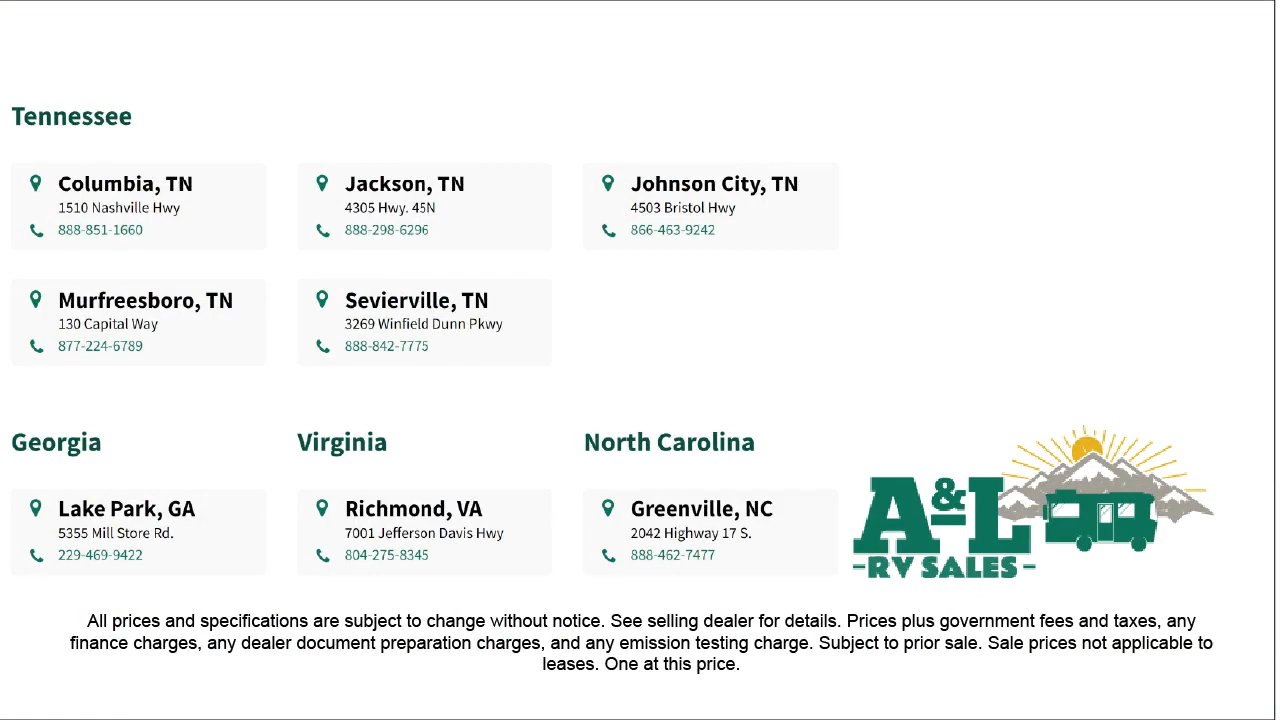 Tennessee
Columbia, TN
1510 Nashville Hwy
888-851-1660
Jackson, TN
4305 Hwy. 45N
888-298-6296
Johnson City, TN
4503 Bristol Hwy
866-463-9242
Murfreesboro, TN
130 Capital Way
877-224-6789
Sevierville, TN
3269 Winfield Dunn Pkwy
888-842-7775
Georgia
Lake Park, GA
5355 Mill Store Rd.
229-469-9422
Virginia
Richmond, VA
7001 Jefferson Davis Hwy
804-275-8345
North Carolina
Greenville, NC
2042 Highway 17 S.
888-462-7477
A&L
-RV SALES-
All prices and specifications are subject to change without notice. See selling dealer for details. Prices plus government fees and taxes, any
finance charges, any dealer document preparation charges, and any emission testing charge. Subject to prior sale. Sale prices not applicable to
leases. One at this price.